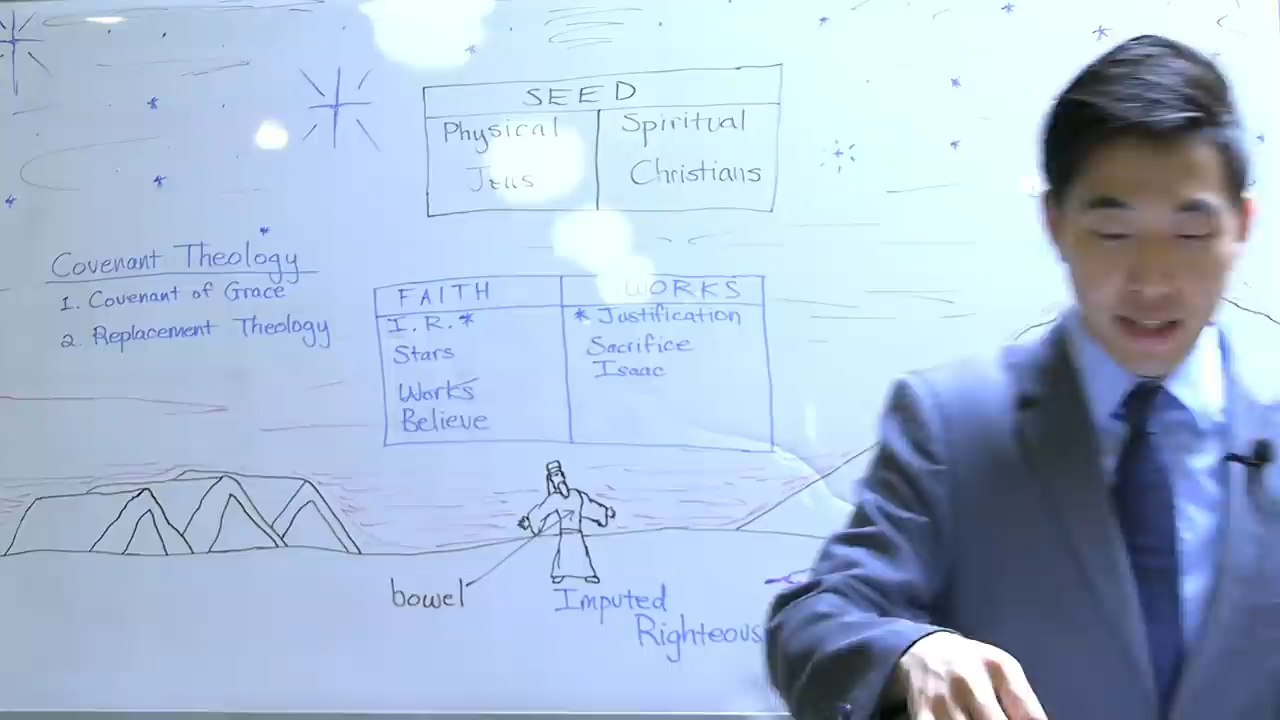 SEED
Physical
Spiritual
Jews
Christians
Covenant Theology
1. Covenant of Grace
2. Replacement Theology
FAITH
WORKS
I.R.*
* Justification
Stars
Sacrifice
Isaac
Works
Believe
bowel
Imputed
Righteous